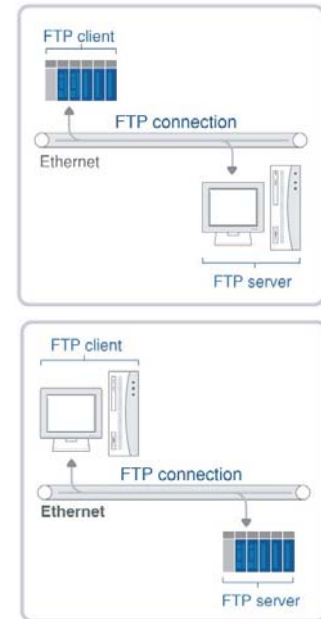 FTP client
FTP connection
Ethernet
FTP server
FTP client
FTP connection
Ethernet
FTP server